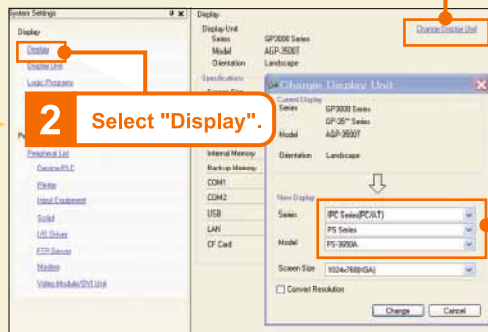 System Settings
Display
Display
Display Unit
Logic Programs
2 Select "Display".
Peripheral List
Device/PLC
Printer
Input Equipment
Script
I/O Driver
FTP Server
Modem
Video Module/DVI Unit
Display
Display Unit
Change Display Unit
Series GP3000 Series
Model AGP-3500T
Orientation Landscape
Specifications
Internal Memory
Backup Memory
COM1
COM2
USB
LAN
CF Card
Change Display Unit
Current Display
Series GP3000 Series
GP-35** Series
Model AGP-3500T
Orientation Landscape
New Display
Series IPC Series(PC/AT)
PS Series
Model PS-3650A
Screen Size 1024x768(XGA)
Convert Resolution
Change Cancel